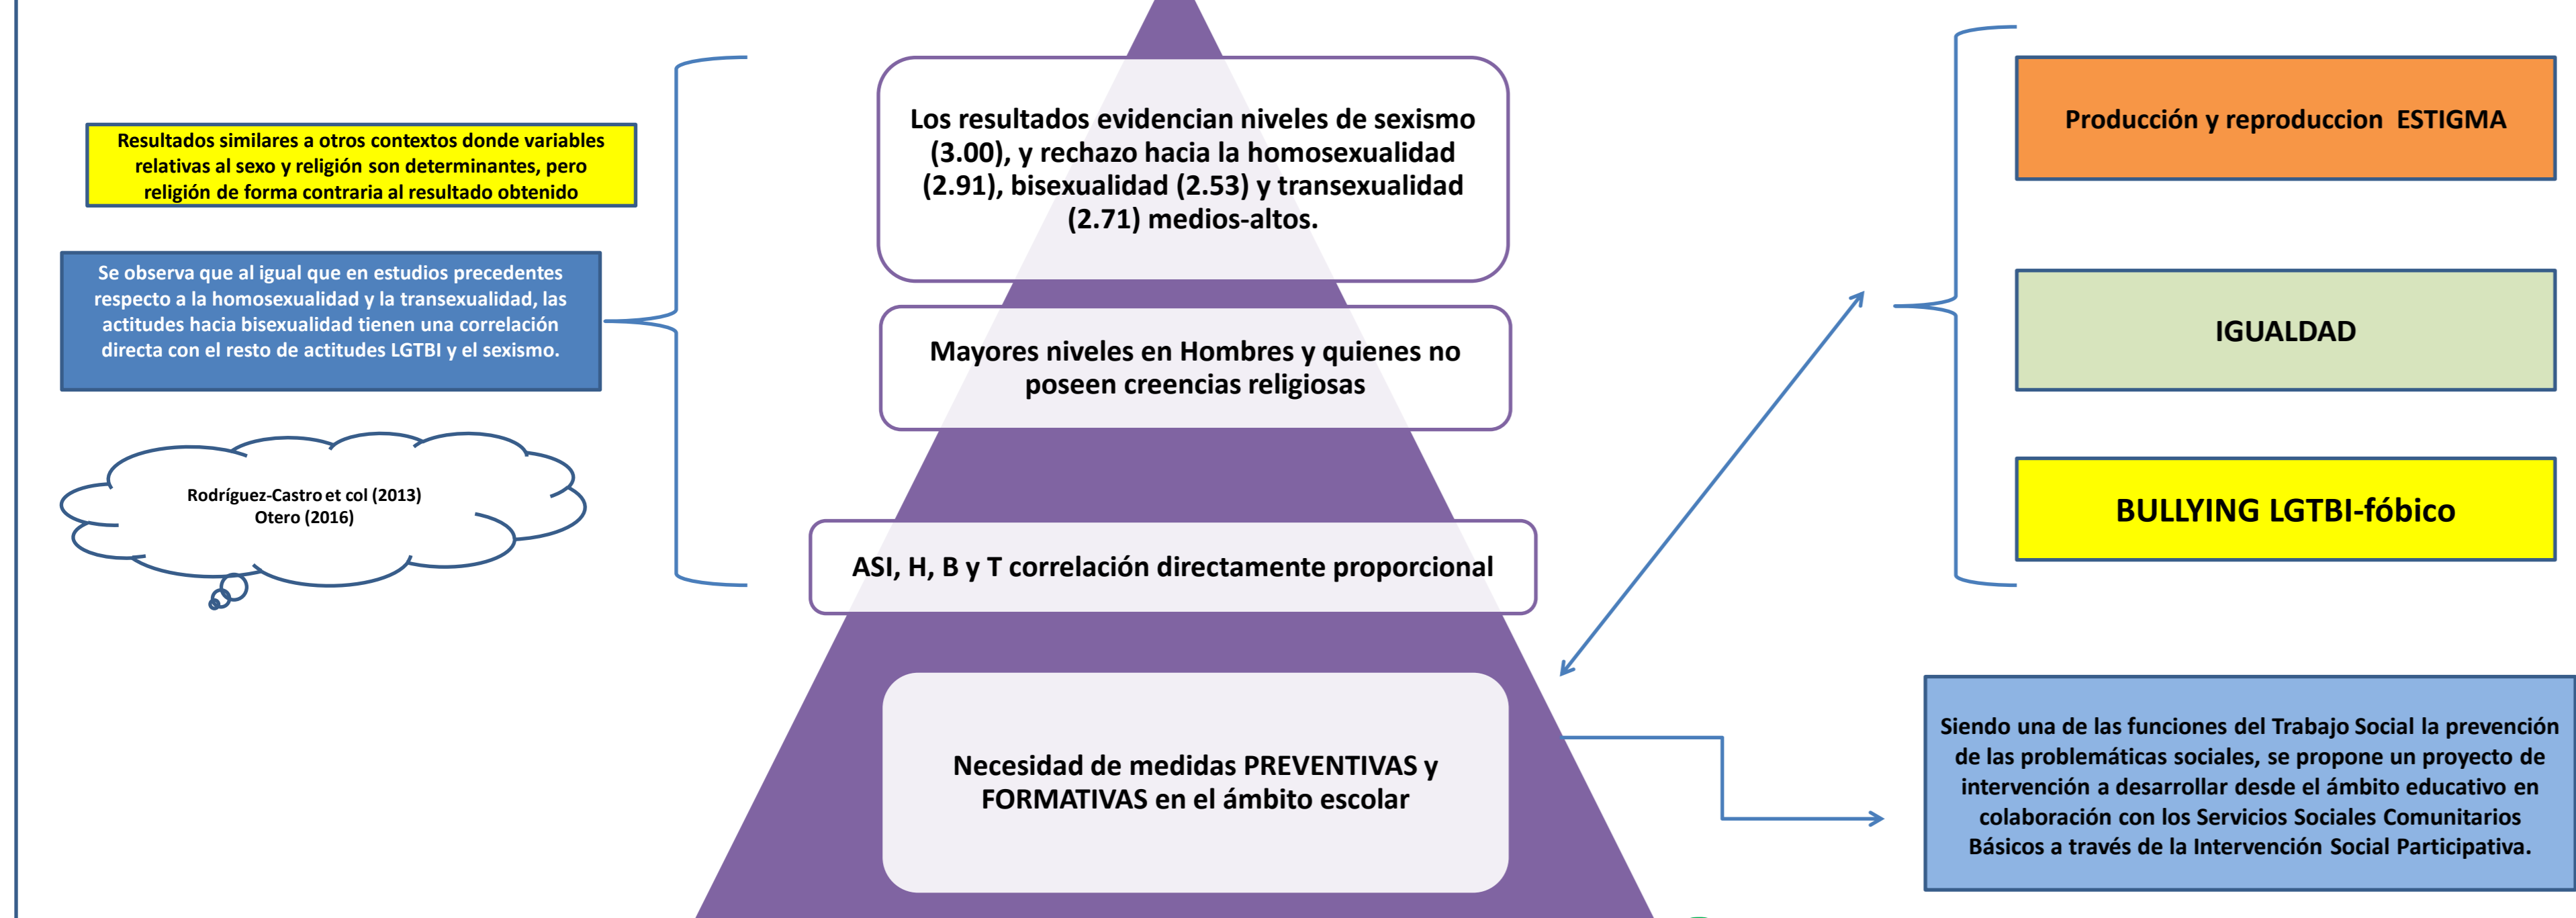 Resultados similares a otros contextos donde variables
relativas al sexo y religión son determinantes, pero
religión de forma contraria al resultado obtenido
Se observa que al igual que en estudios precedentes
respecto a la homosexualidad y la transexualidad, las
actitudes hacia bisexualidad tienen una correlación
directa con el resto de actitudes LGTBI y el sexismo.
Rodríguez-Castro et col (2013)
Otero (2016)
Los resultados evidencian niveles de sexismo
(3.00), y rechazo hacia la homosexualidad
(2.91), bisexualidad (2.53) y transexualidad
(2.71) medios-altos.
Mayores niveles en Hombres y quienes no
poseen creencias religiosas
ASI, H, B y T correlación directamente proporcional
Necesidad de medidas PREVENTIVAS y
FORMATIVAS en el ámbito escolar
Producción y reproduccion ESTIGMA
IGUALDAD
BULLYING LGTBI-fóbico
Siendo una de las funciones del Trabajo Social la prevención
de las problemáticas sociales, se propone un proyecto de
intervención a desarrollar desde el ámbito educativo en
colaboración con los Servicios Sociales Comunitarios
Básicos a través de la Intervención Social Participativa.